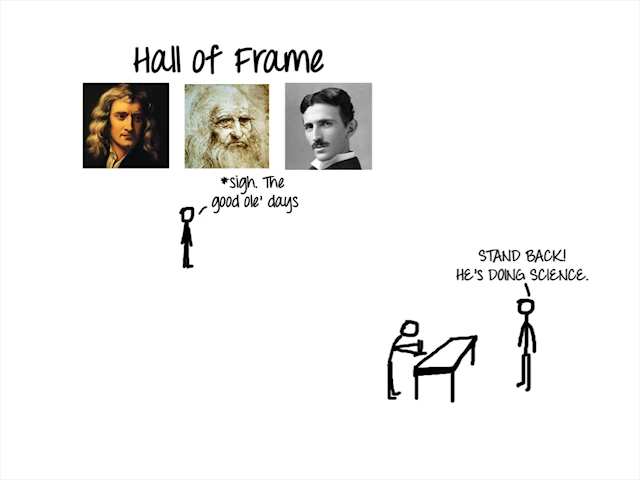 Hall of Frame
*sigh. The
good ole' days
STAND BACK!
HE'S DOING SCIENCE.